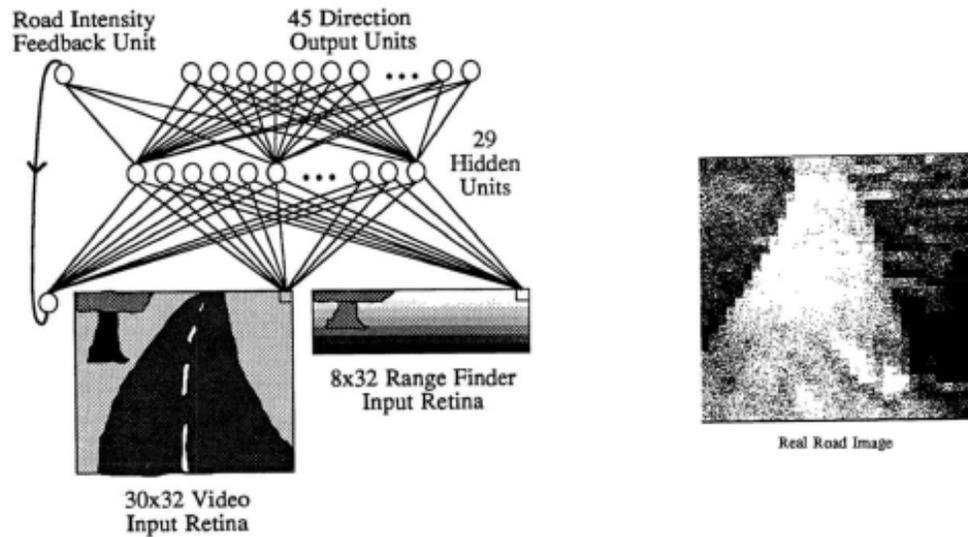 Road Intensity
Feedback Unit
45 Direction
Output Units
29
Hidden
Units
8x32 Range Finder
Input Retina
30x32 Video
Input Retina
Real Road Image